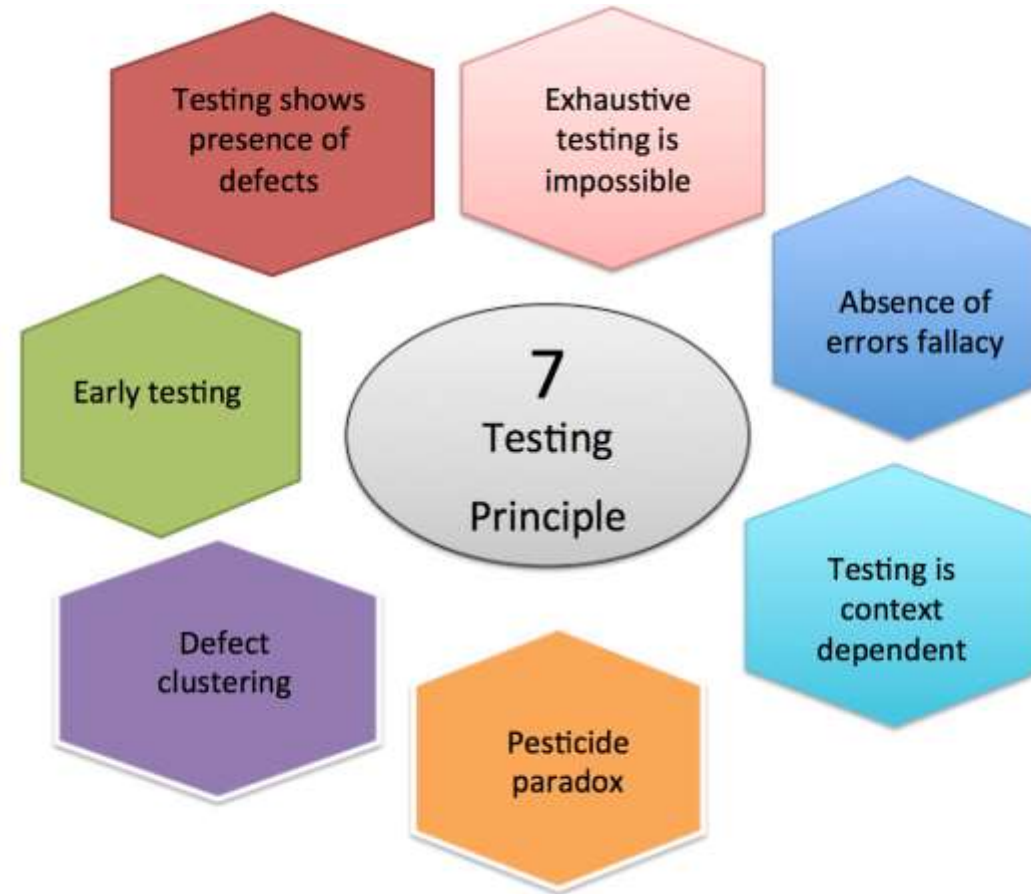 Testing shows
presence of
defects
Exhaustive
testing is
impossible
Absence of
errors fallacy
Early testing
7
Testing
Principle
Testing is
context
dependent
Defect
clustering
Pesticide
paradox